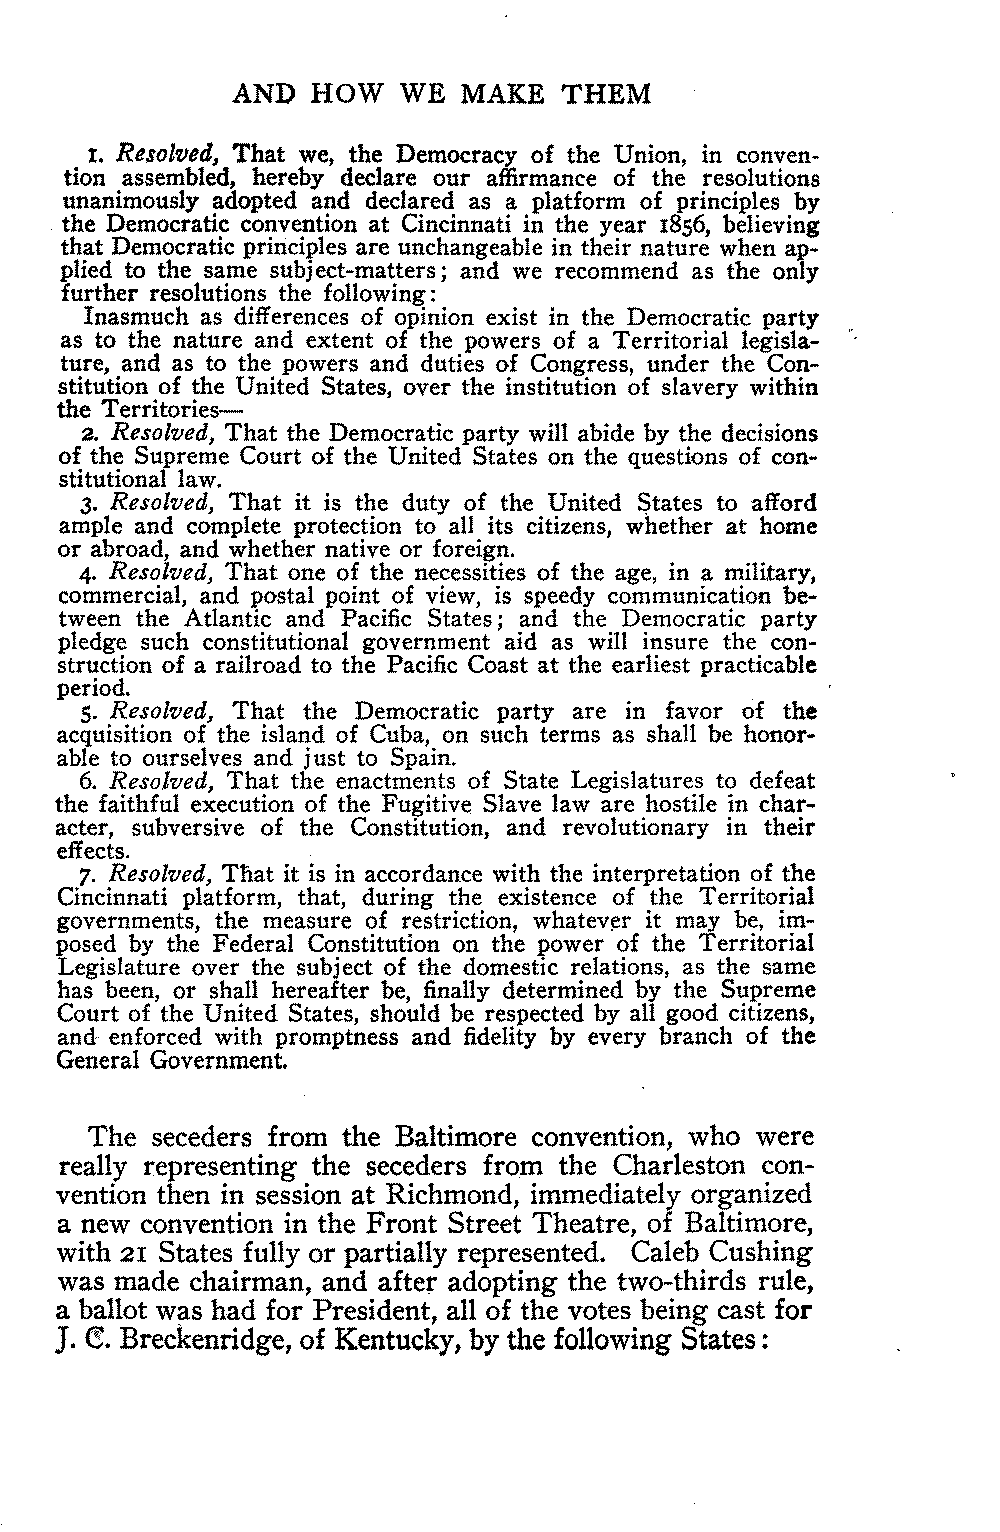 AND HOW WE MAKE THEM
1. Resolved, That we, the Democracy of the Union, in conven-
tion assembled, hereby declare our affirmance of the resolutions
unanimously adopted and declared as a platform of principles by
the Democratic convention at Cincinnati in the year 1856, believing
that Democratic principles are unchangeable in their nature when ap-
plied to the same subject-matters; and we recommend as the only
further resolutions the following:
Inasmuch as differences of opinion exist in the Democratic party
as to the nature and extent of the powers of a Territorial legisla-
ture, and as to the powers and duties of Congress, under the Con-
stitution of the United States, over the institution of slavery within
the Territories—
2. Resolved, That the Democratic party will abide by the decisions
of the Supreme Court of the United States on the questions of con-
stitutional law.
3. Resolved, That it is the duty of the United States to afford
ample and complete protection to all its citizens, whether at home
or abroad, and whether native or foreign.
4. Resolved, That one of the necessities of the age, in a military,
commercial, and postal point of view, is speedy communication be-
tween the Atlantic and Pacific States; and the Democratic party
pledge such constitutional government aid as will insure the con-
struction of a railroad to the Pacific Coast at the earliest practicable
period.
5. Resolved, That the Democratic party are in favor of the
acquisition of the island of Cuba, on such terms as shall be honor-
able to ourselves and just to Spain.
6. Resolved, That the enactments of State Legislatures to defeat
the faithful execution of the Fugitive Slave law are hostile in char-
acter, subversive of the Constitution, and revolutionary in their
effects.
7. Resolved, That it is in accordance with the interpretation of the
Cincinnati platform, that, during the existence of the Territorial
governments, the measure of restriction, whatever it may be, im-
posed by the Federal Constitution on the power of the Territorial
Legislature over the subject of the domestic relations, as the same
has been, or shall hereafter be, finally determined by the Supreme
Court of the United States, should be respected by all good citizens,
and enforced with promptness and fidelity by every branch of the
General Government.
The seceders from the Baltimore convention, who were
really representing the seceders from the Charleston con-
vention then in session at Richmond, immediately organized
a new convention in the Front Street Theatre, of Baltimore,
with 21 States fully or partially represented. Caleb Cushing
was made chairman, and after adopting the two-thirds rule,
a ballot was had for President, all of the votes being cast for
J. C. Breckenridge, of Kentucky, by the following States: